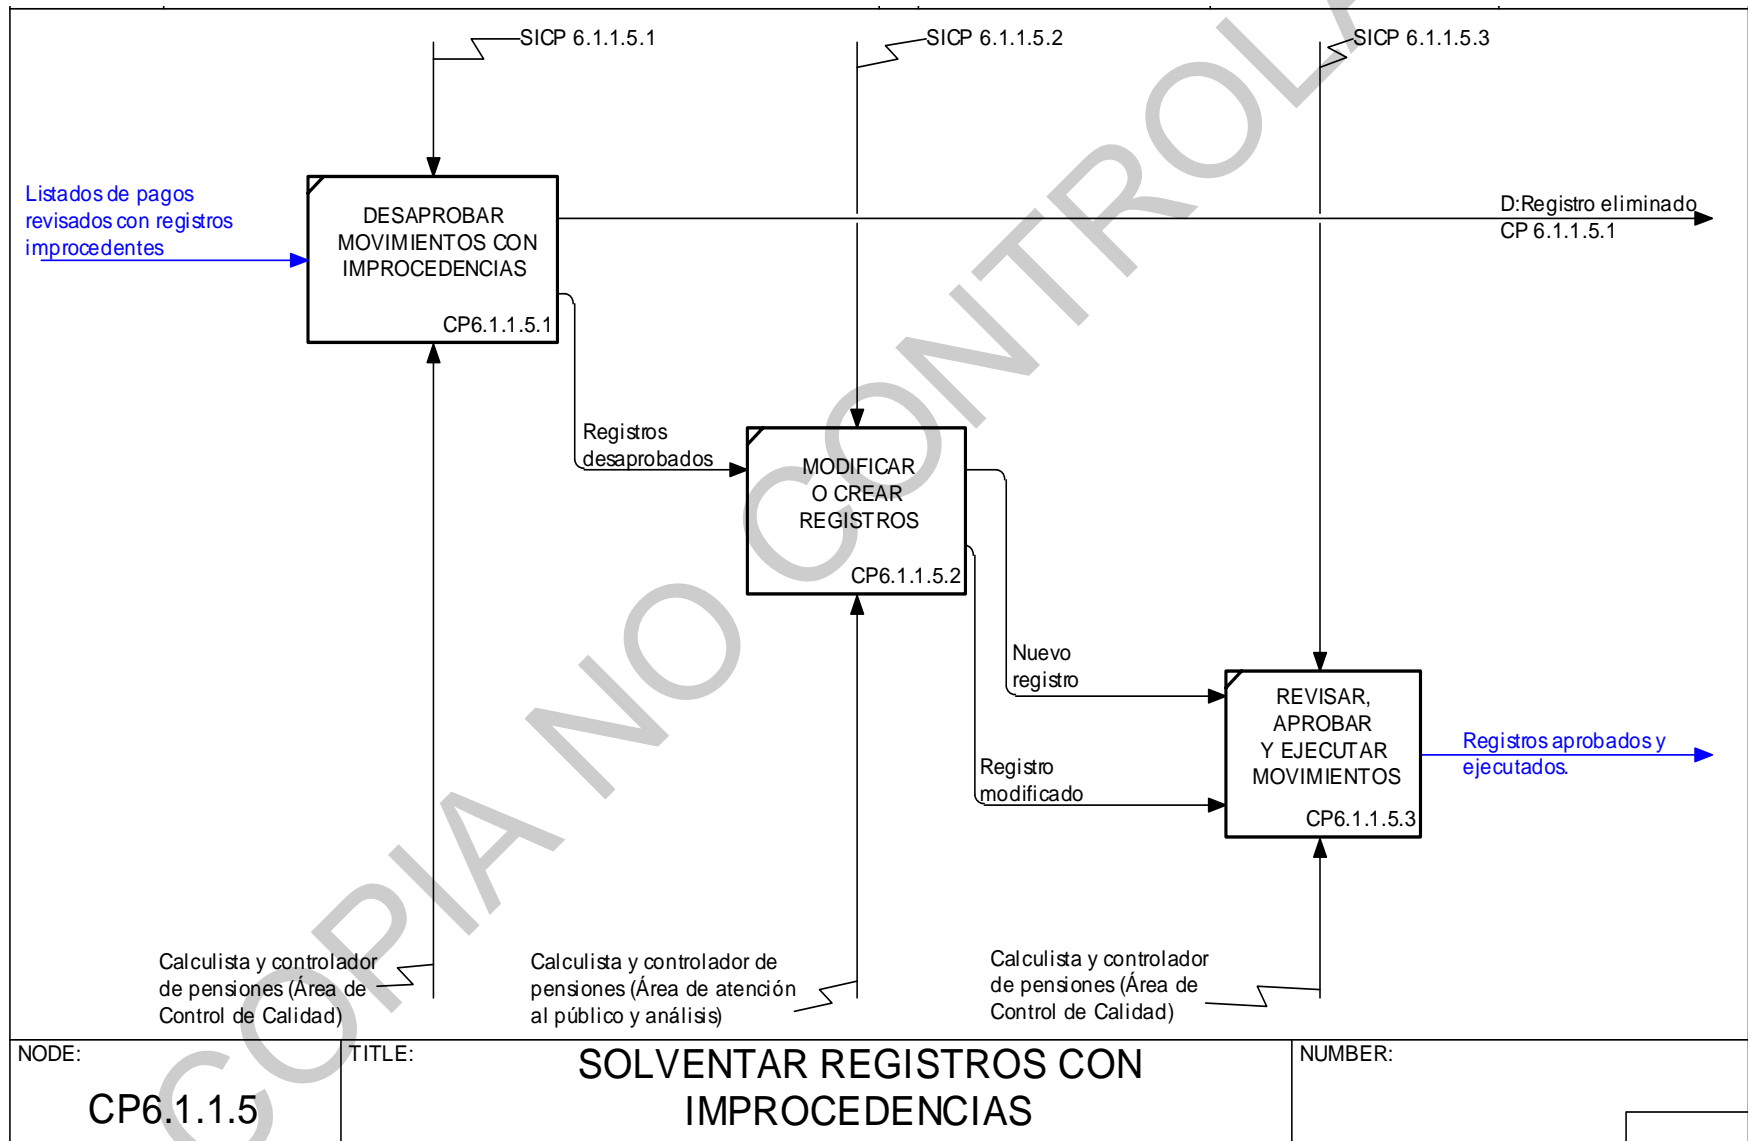 SICP 6.1.1.5.1
SICP 6.1.1.5.2
SICP 6.1.1.5.3
Listados de pagos
revisados con registros
improcedentes
DESAPROBAR
MOVIMIENTOS CON
IMPROCEDENCIAS
CP6.1.1.5.1
D:Registro eliminado
CP 6.1.1.5.1
Registros
desaprobados
MODIFICAR
O CREAR
REGISTROS
CP6.1.1.5.2
Nuevo
registro
Registro
modificado
REVISAR,
APROBAR
Y EJECUTAR
MOVIMIENTOS
CP6.1.1.5.3
Registros aprobados y
ejecutados.
Calculista y controlador
de pensiones (Área de
Control de Calidad)
Calculista y controlador de
pensiones (Área de atención
al público y análisis)
Calculista y controlador
de pensiones (Área de
Control de Calidad)
NODE:
CP6.1.1.5
TITLE:
SOLVENTAR REGISTROS CON
IMPROCEDENCIAS
NUMBER:
COPIA NO CONTROLA